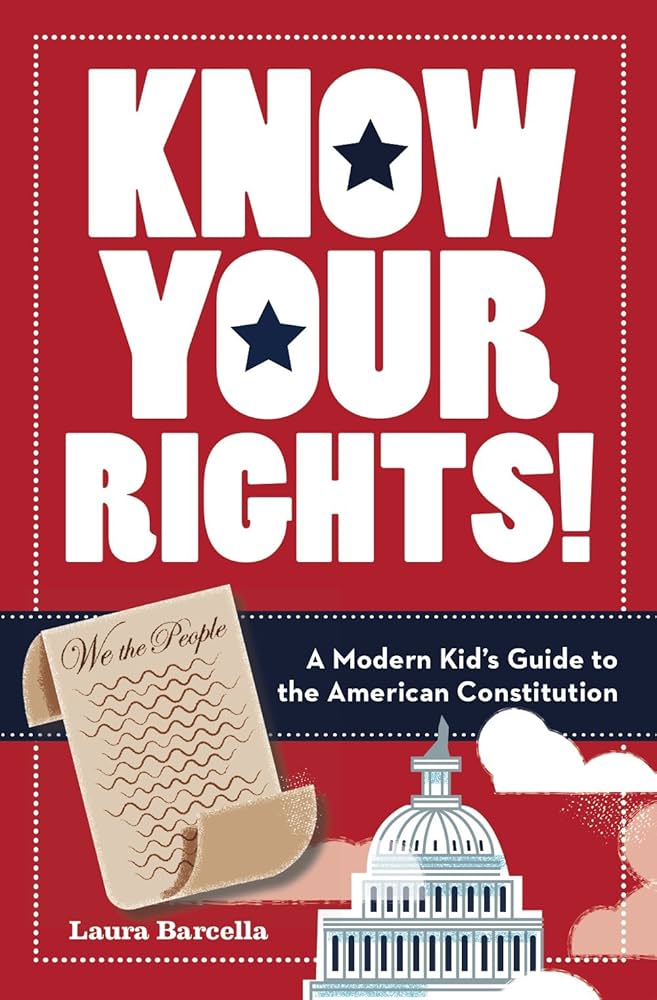 KNOW
YOUR
RIGHTS!
We the People
A Modern Kid's Guide to
the American Constitution
Laura Barcella